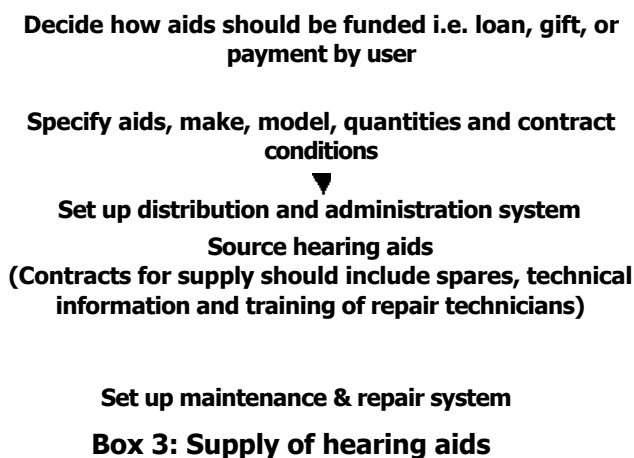 Decide how aids should be funded i.e. loan, gift, or
payment by user
Specify aids, make, model, quantities and contract
conditions
Set up distribution and administration system
Source hearing aids
(Contracts for supply should include spares, technical
information and training of repair technicians)
Set up maintenance & repair system
Box 3: Supply of hearing aids